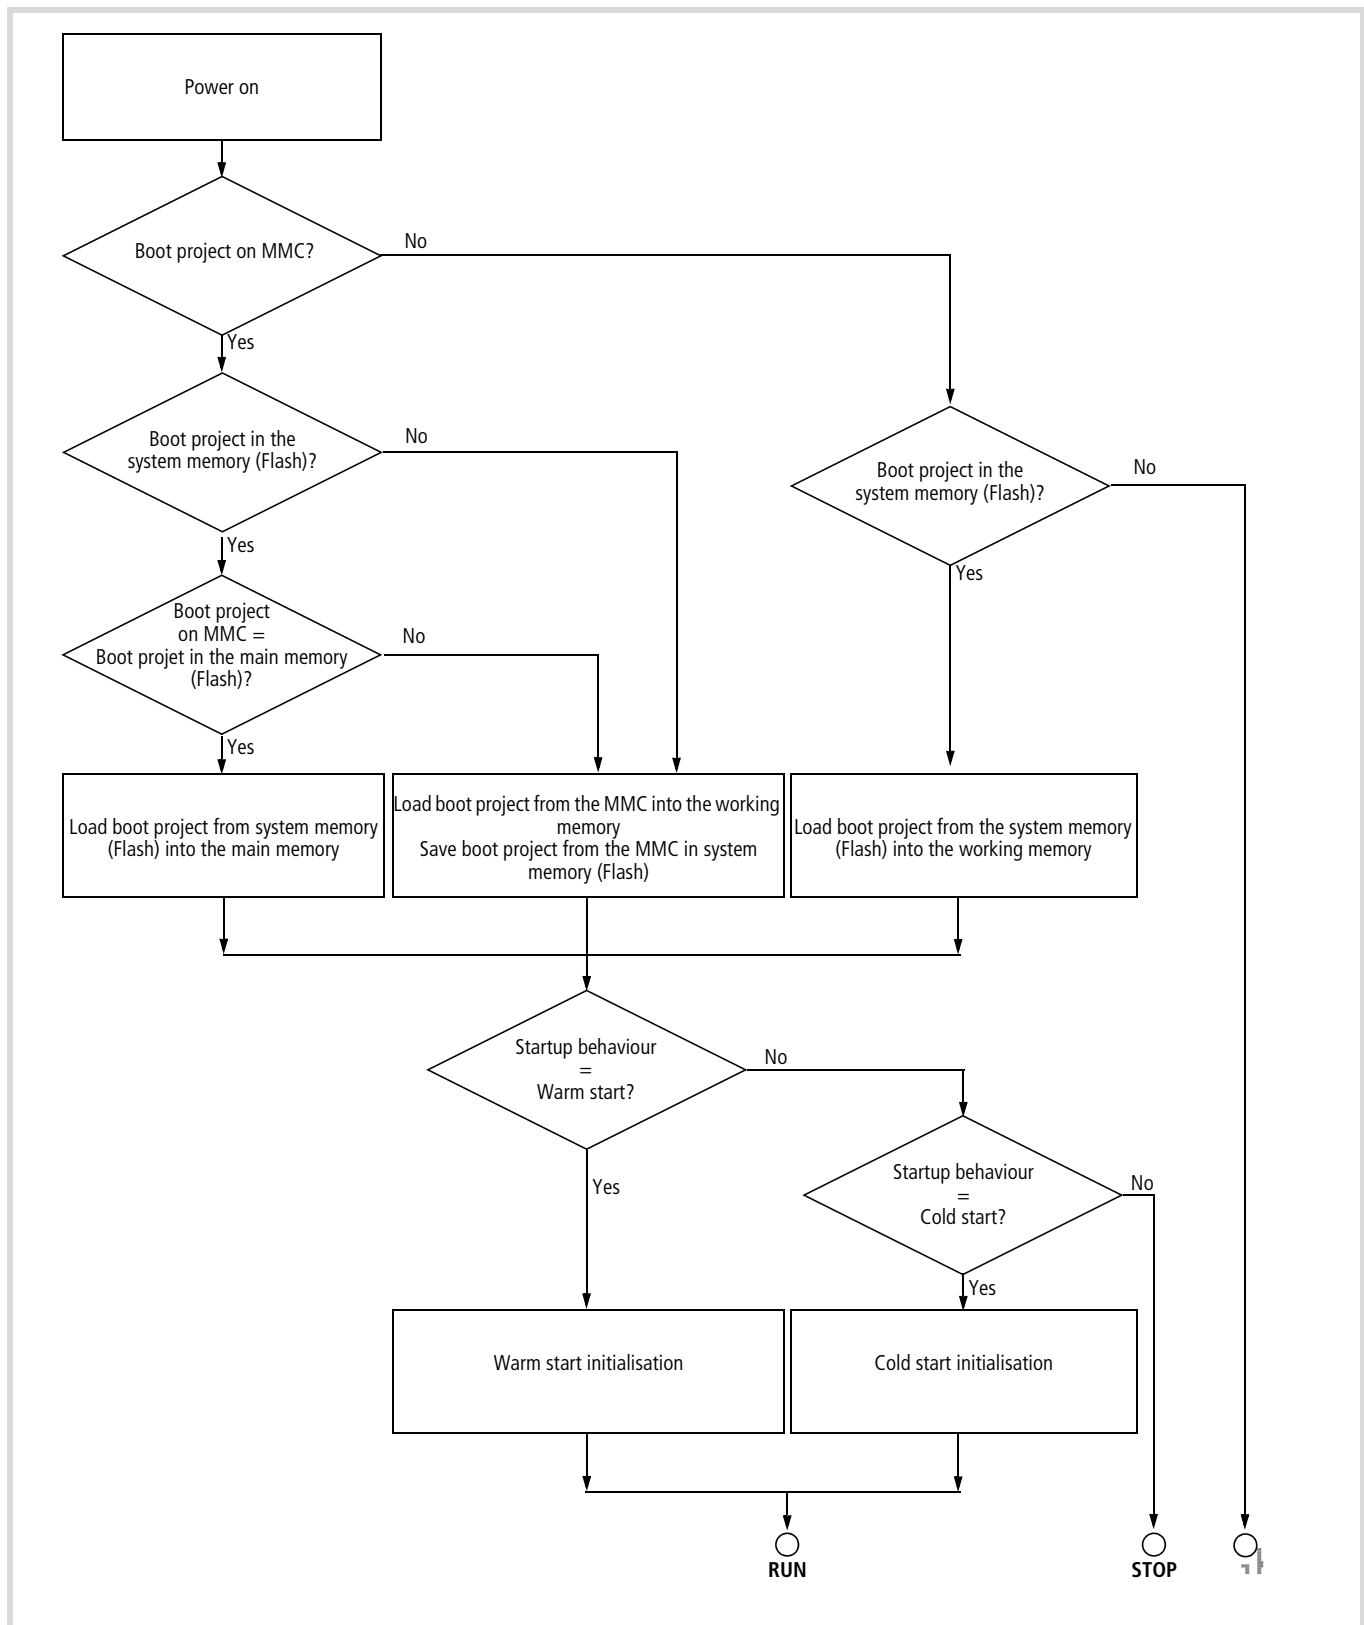 Power on
Boot project on MMC?
No
Yes
Boot project in the
system memory (Flash)?
No
Yes
Boot project in the
system memory (Flash)?
No
Yes
Boot project
on MMC =
Boot projet in the main memory
(Flash)?
No
Yes
Load boot project from system memory
(Flash) into the main memory
Load boot project from the MMC into the working
memory
Save boot project from the MMC in system
memory (Flash)
Load boot project from the system memory
(Flash) into the working memory
Startup behaviour
=
Warm start?
No
Yes
Startup behaviour
=
Cold start?
No
Yes
Warm start initialisation
Cold start initialisation
RUN
STOP